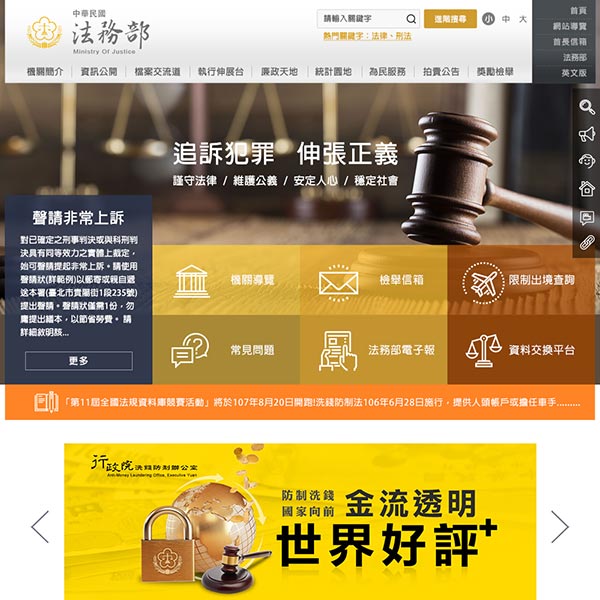 中華民國
法務部
Ministry Of Justice
請輸入關鍵字
進階搜尋
小 中 大
熱門關鍵字：法律、刑法
首頁
網站導覽
首長信箱
法務部
英文版
機關簡介 資訊公開 檔案交流道 執行伸展台 廉政天地 統計園地 為民服務 拍賣公告 獎勵檢舉
追訴犯罪 伸張正義
謹守法律 / 維護公義 / 安定人心 / 穩定社會
聲請非常上訴
對已確定之刑事判決或與科刑判
決具有同等效力之實體上裁定，
始可聲請提起非常上訴。請使用
聲請狀(詳範例)以郵寄或親自遞
送本署(臺北市貴陽街1段235號)
提出聲請。聲請狀僅需1份，勿
需提出繕本，以節省勞費。 請
詳細敘明該...
更多
機關導覽
檢舉信箱
限制出境查詢
常見問題
法務部電子報
資料交換平台
「第11屆全國法規資料庫競賽活動」將於107年8月20日開跑!洗錢防制法106年6月28日施行，提供人頭帳戶或擔任車手.........
行政院洗錢防制辦公室
Anti-Money Laundering Office, Executive Yuan
防制洗錢
國家向前
金流透明
世界好評+